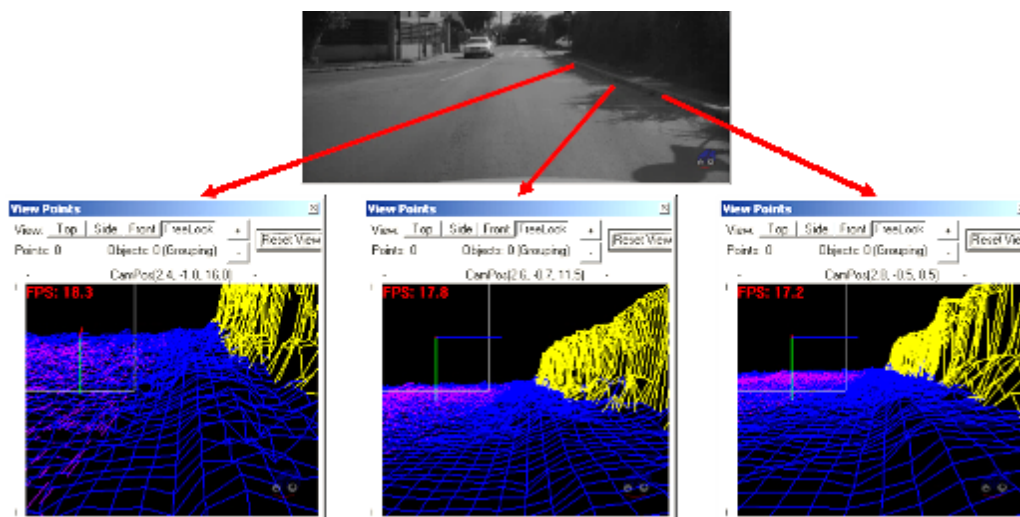 View Points
View: Top Side Front FreeLook +
Reset View
Points: 0 Objects: 0 (Grouping) -
- CamPos(2.4, -1.0, 16.0) -
FPS: 18.3
View Points
View: Top Side Front FreeLook +
Reset View
Points: 0 Objects: 0 (Grouping) -
- CamPos(2.6, -0.7, 11.5) -
FPS: 17.8
View Points
View: Top Side Front FreeLook +
Reset View
Points: 0 Objects: 0 (Grouping) -
- CamPos(2.8, -0.5, 8.5) -
FPS: 17.2